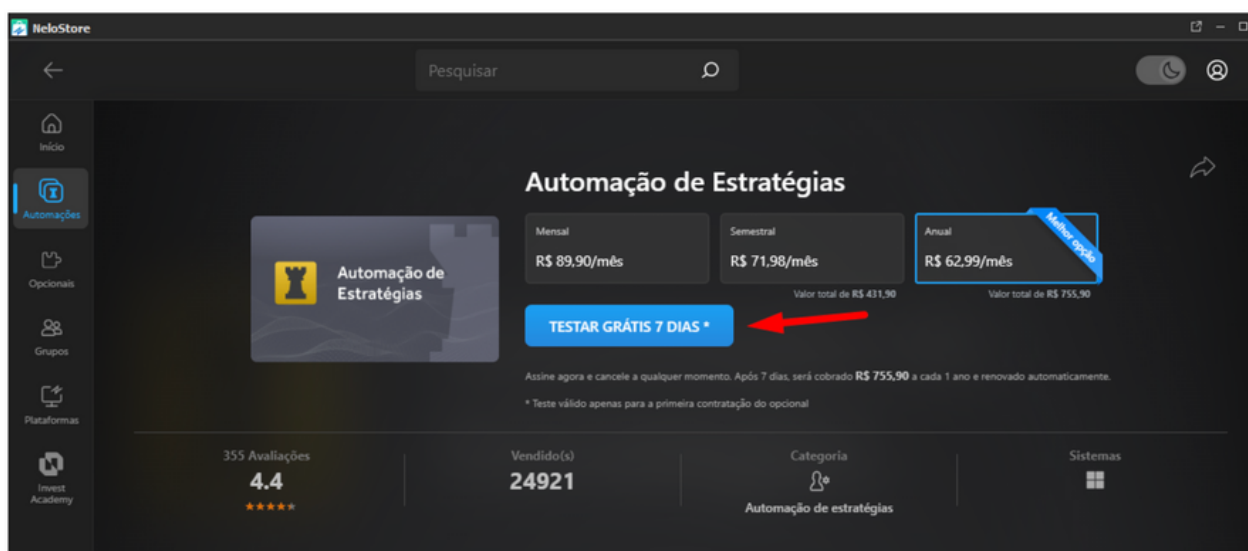 NeloStore
Pesquisar
Início
Automações
Opcionais
Grupos
Plataformas
Invest
Academy
Automação de
Estratégias
Automação de Estratégias
Mensal
R$ 89,90/mês
Semestral
R$ 71,98/mês
Valor total de R$ 431,90
Anual
R$ 62,99/mês
Melhor opção
Valor total de R$ 755,90
TESTAR GRÁTIS 7 DIAS *
Assine agora e cancele a qualquer momento. Após 7 dias, será cobrado R$ 755,90 a cada 1 ano e renovado automaticamente.
* Teste válido apenas para a primeira contratação do opcional
355 Avaliações
4.4
Vendido(s)
24921
Categoria
Automação de estratégias
Sistemas